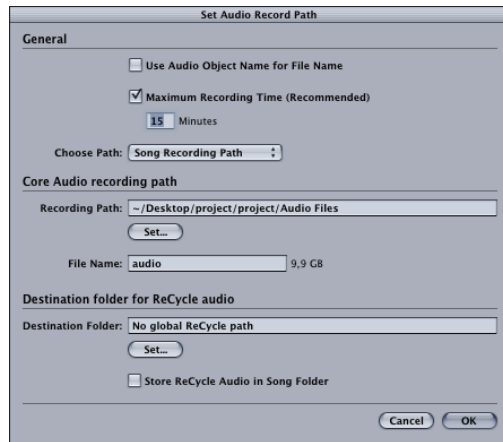 Set Audio Record Path
General
Use Audio Object Name for File Name
Maximum Recording Time (Recommended)
15 Minutes
Choose Path: Song Recording Path
Core Audio recording path
Recording Path: ~/Desktop/project/project/Audio Files
Set...
File Name: audio 9,9 GB
Destination folder for ReCycle audio
Destination Folder: No global ReCycle path
Set...
Store ReCycle Audio in Song Folder
Cancel OK